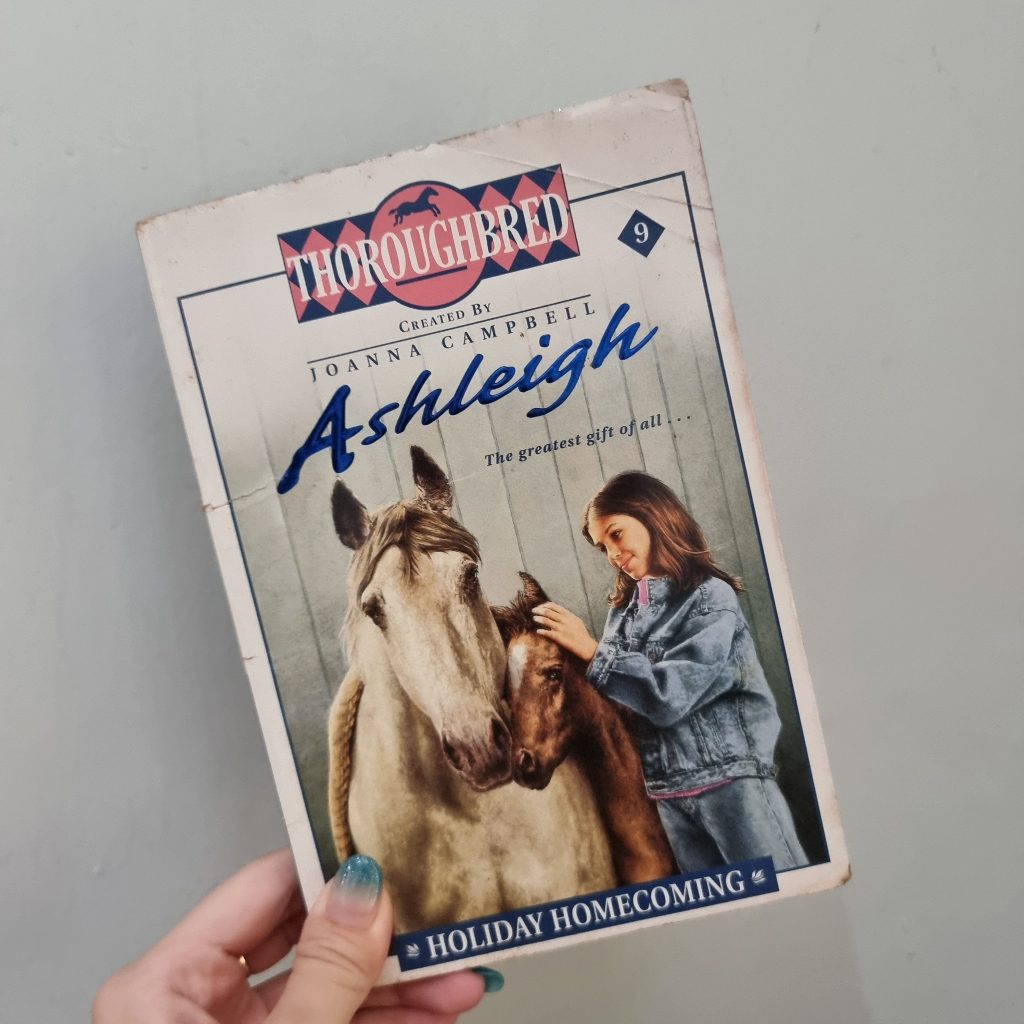 THOROUGHBRED
9
CREATED BY
JOANNA CAMPBELL
Ashleigh
The greatest gift of all . . .
HOLIDAY HOMECOMING